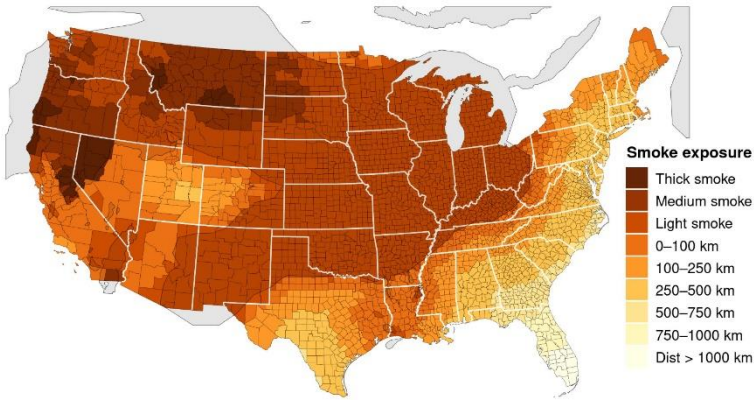 Smoke exposure
Thick smoke
Medium smoke
Light smoke
0–100 km
100–250 km
250–500 km
500–750 km
750–1000 km
Dist > 1000 km